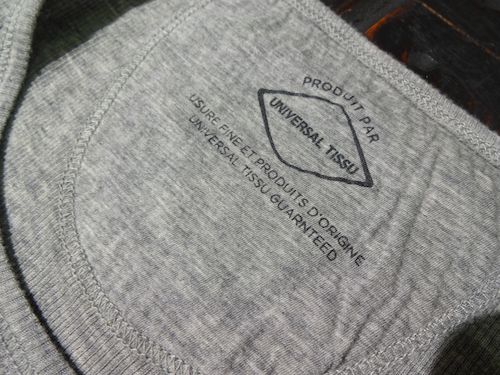 PRODUIT PAR
UNIVERSAL TISSU
USURE FINE ET PRODUITS D'ORIGINE
UNIVERSAL TISSU GUARNTEED